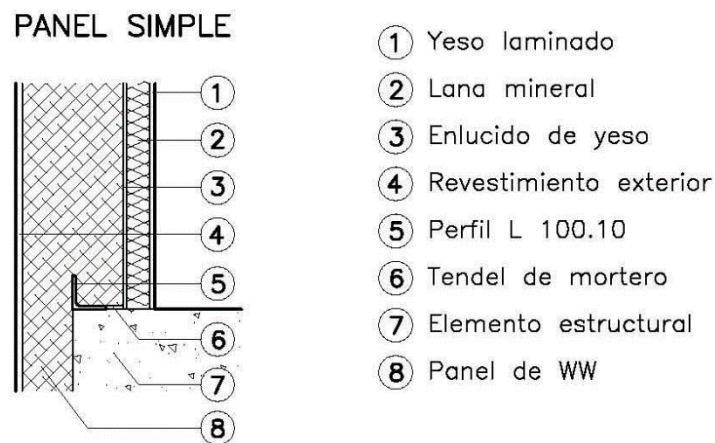 PANEL SIMPLE
1
2
3
4
5
6
7
8
1 Yeso laminado
2 Lana mineral
3 Enlucido de yeso
4 Revestimiento exterior
5 Perfil L 100.10
6 Tendel de mortero
7 Elemento estructural
8 Panel de WW